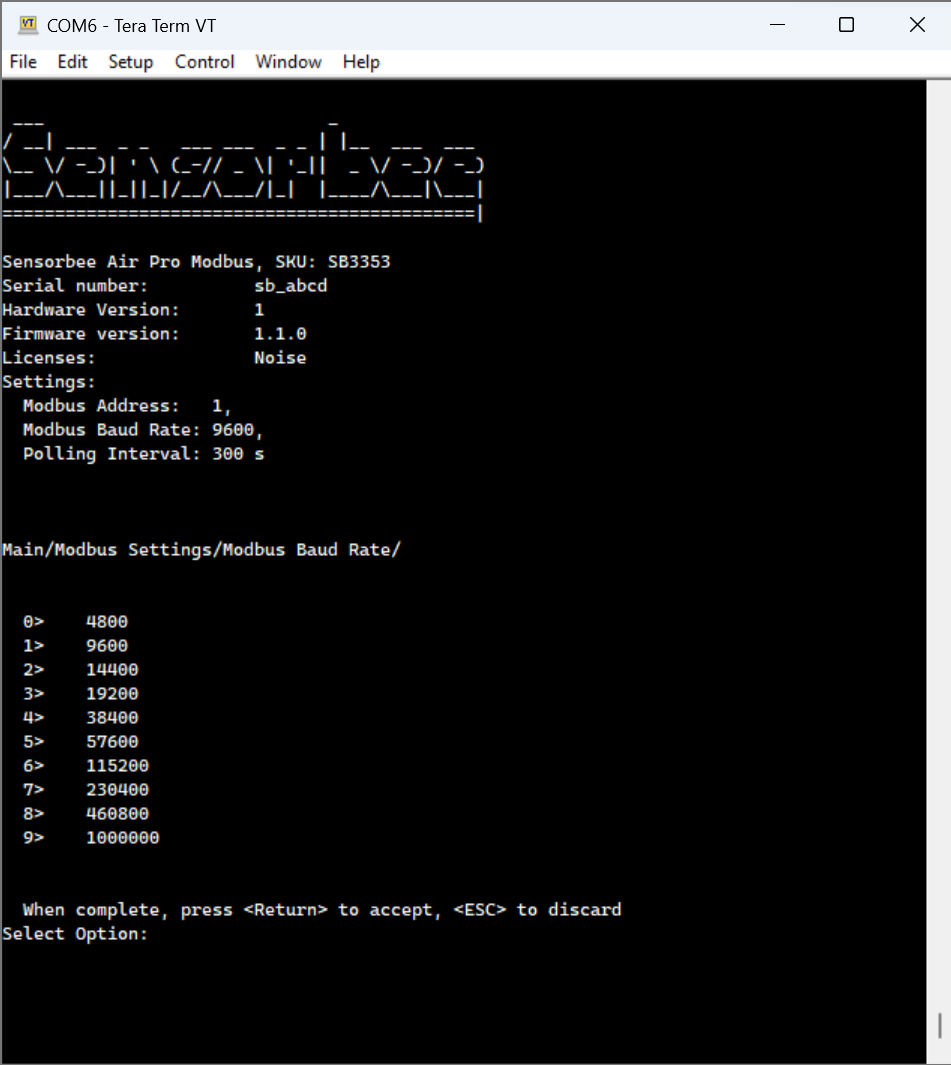 COM6 - Tera Term VT
File Edit Setup Control Window Help
Sensorbee
Sensorbee Air Pro Modbus, SKU: SB3353
Serial number: sb_abcd
Hardware Version: 1
Firmware version: 1.1.0
Licenses: Noise
Settings:
Modbus Address: 1,
Modbus Baud Rate: 9600,
Polling Interval: 300 s
Main/Modbus Settings/Modbus Baud Rate/
0> 4800
1> 9600
2> 14400
3> 19200
4> 38400
5> 57600
6> 115200
7> 230400
8> 460800
9> 1000000
When complete, press <Return> to accept, <ESC> to discard
Select Option: